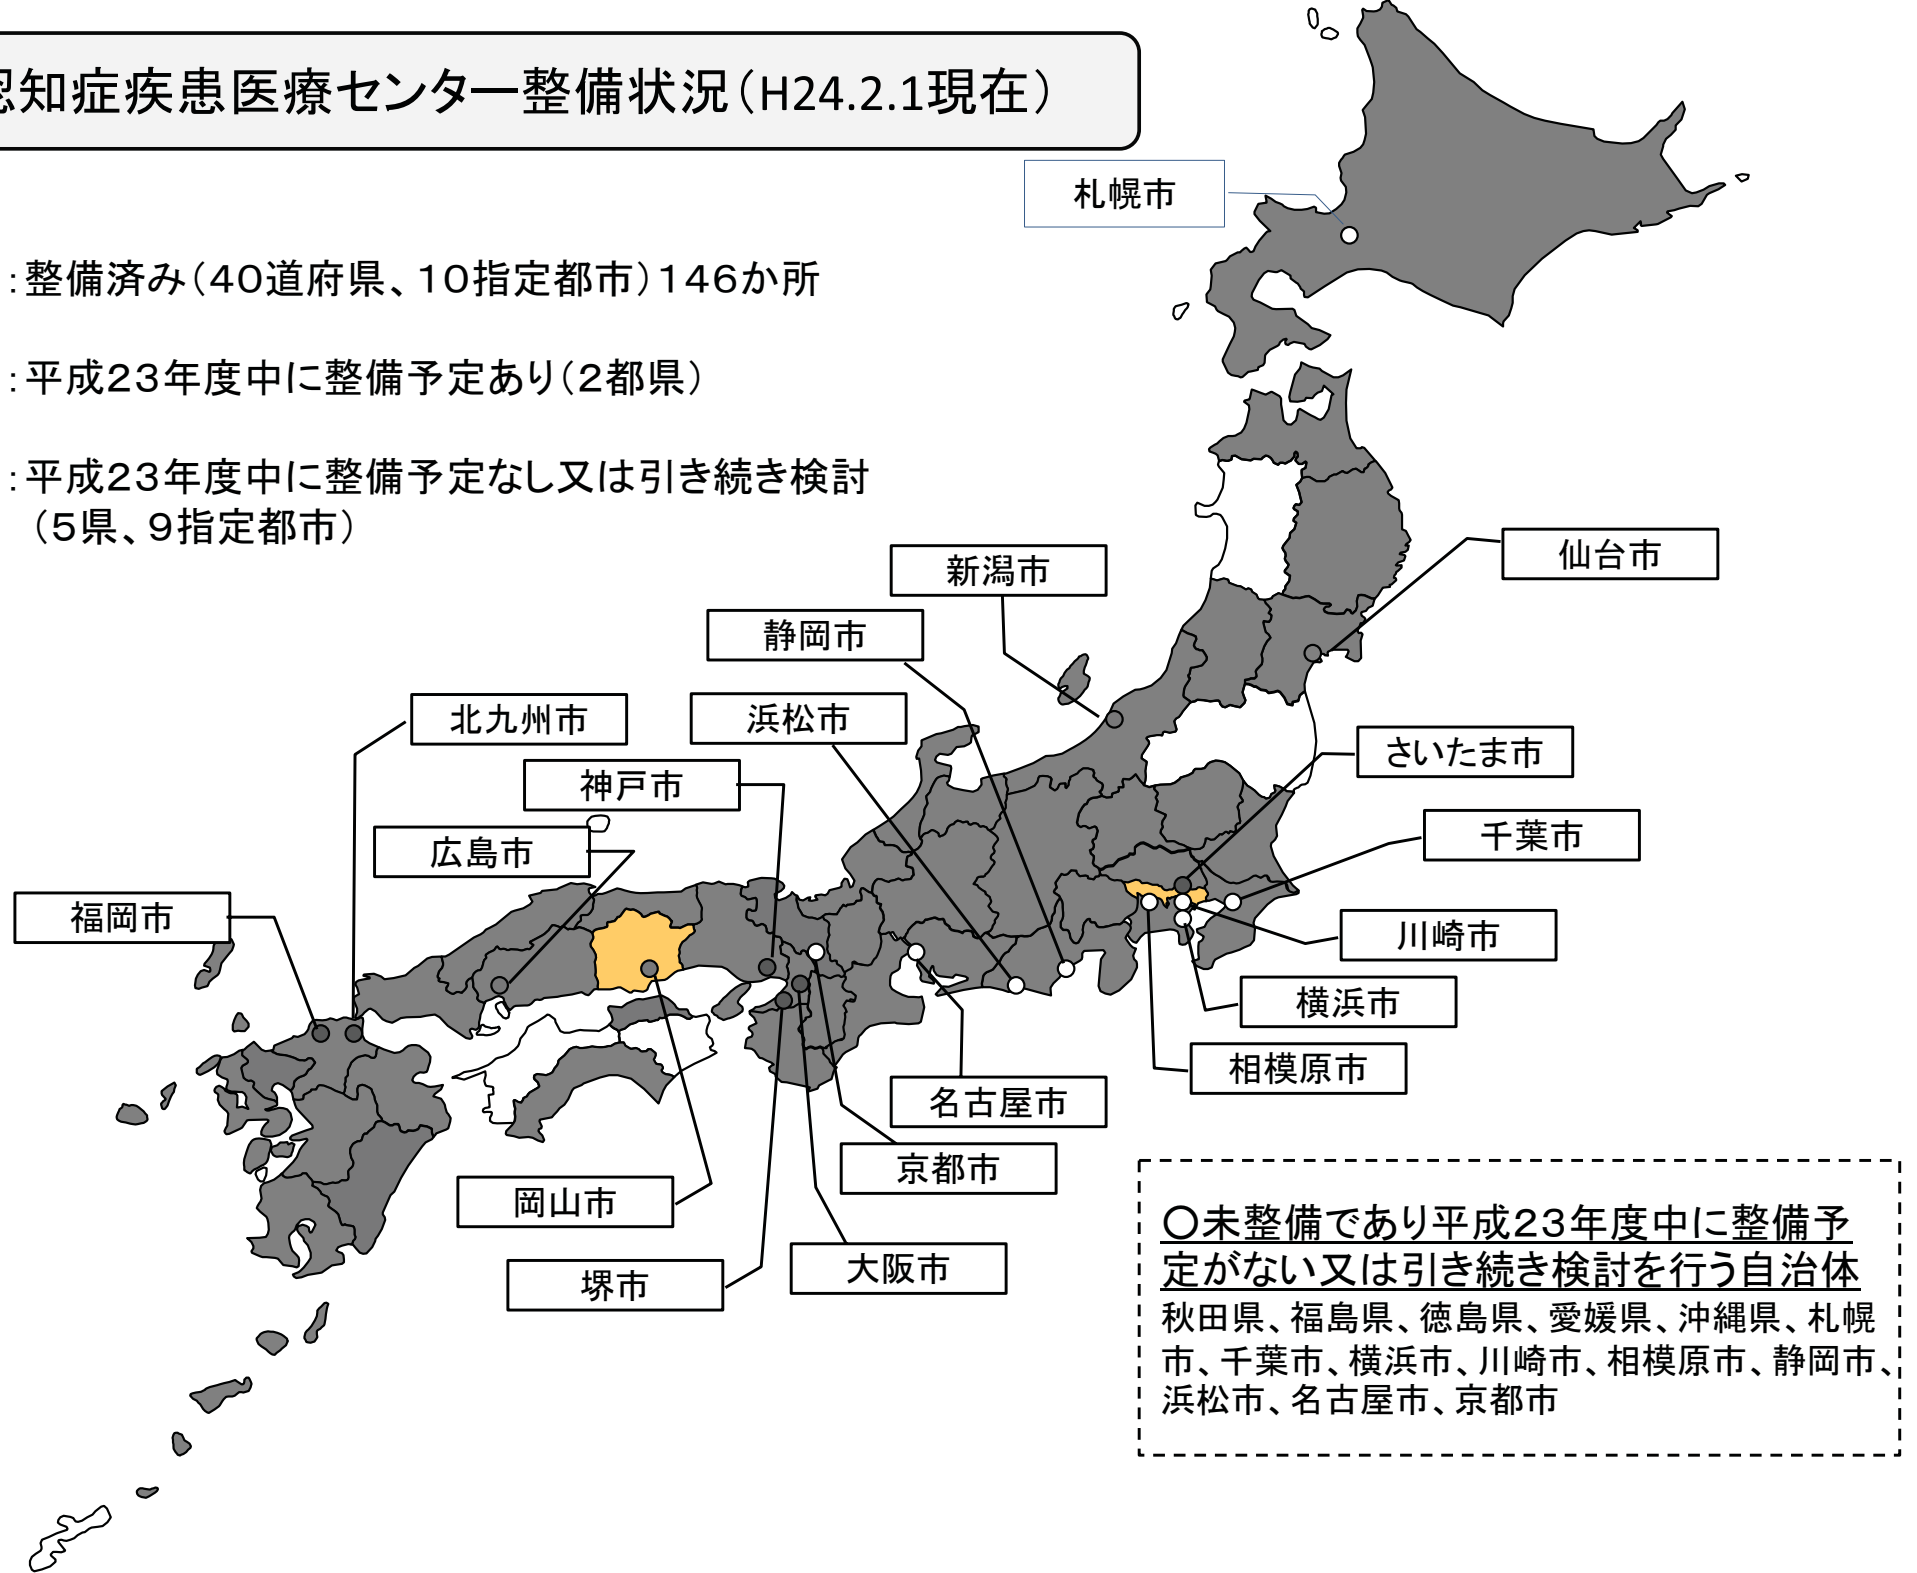 認知症疾患医療センター整備状況(H24.2.1現在)
札幌市
:整備済み(40道府県、10指定都市)146か所
:平成23年度中に整備予定あり(2都県)
:平成23年度中に整備予定なし又は引き続き検討
(5県、9指定都市)
仙台市
新潟市
静岡市
北九州市
浜松市
さいたま市
神戸市
千葉市
広島市
福岡市
川崎市
横浜市
相模原市
名古屋市
京都市
岡山市
大阪市
堺市
○未整備であり平成23年度中に整備予
定がない又は引き続き検討を行う自治体
秋田県、福島県、徳島県、愛媛県、沖縄県、札幌
市、千葉市、横浜市、川崎市、相模原市、静岡市、
浜松市、名古屋市、京都市